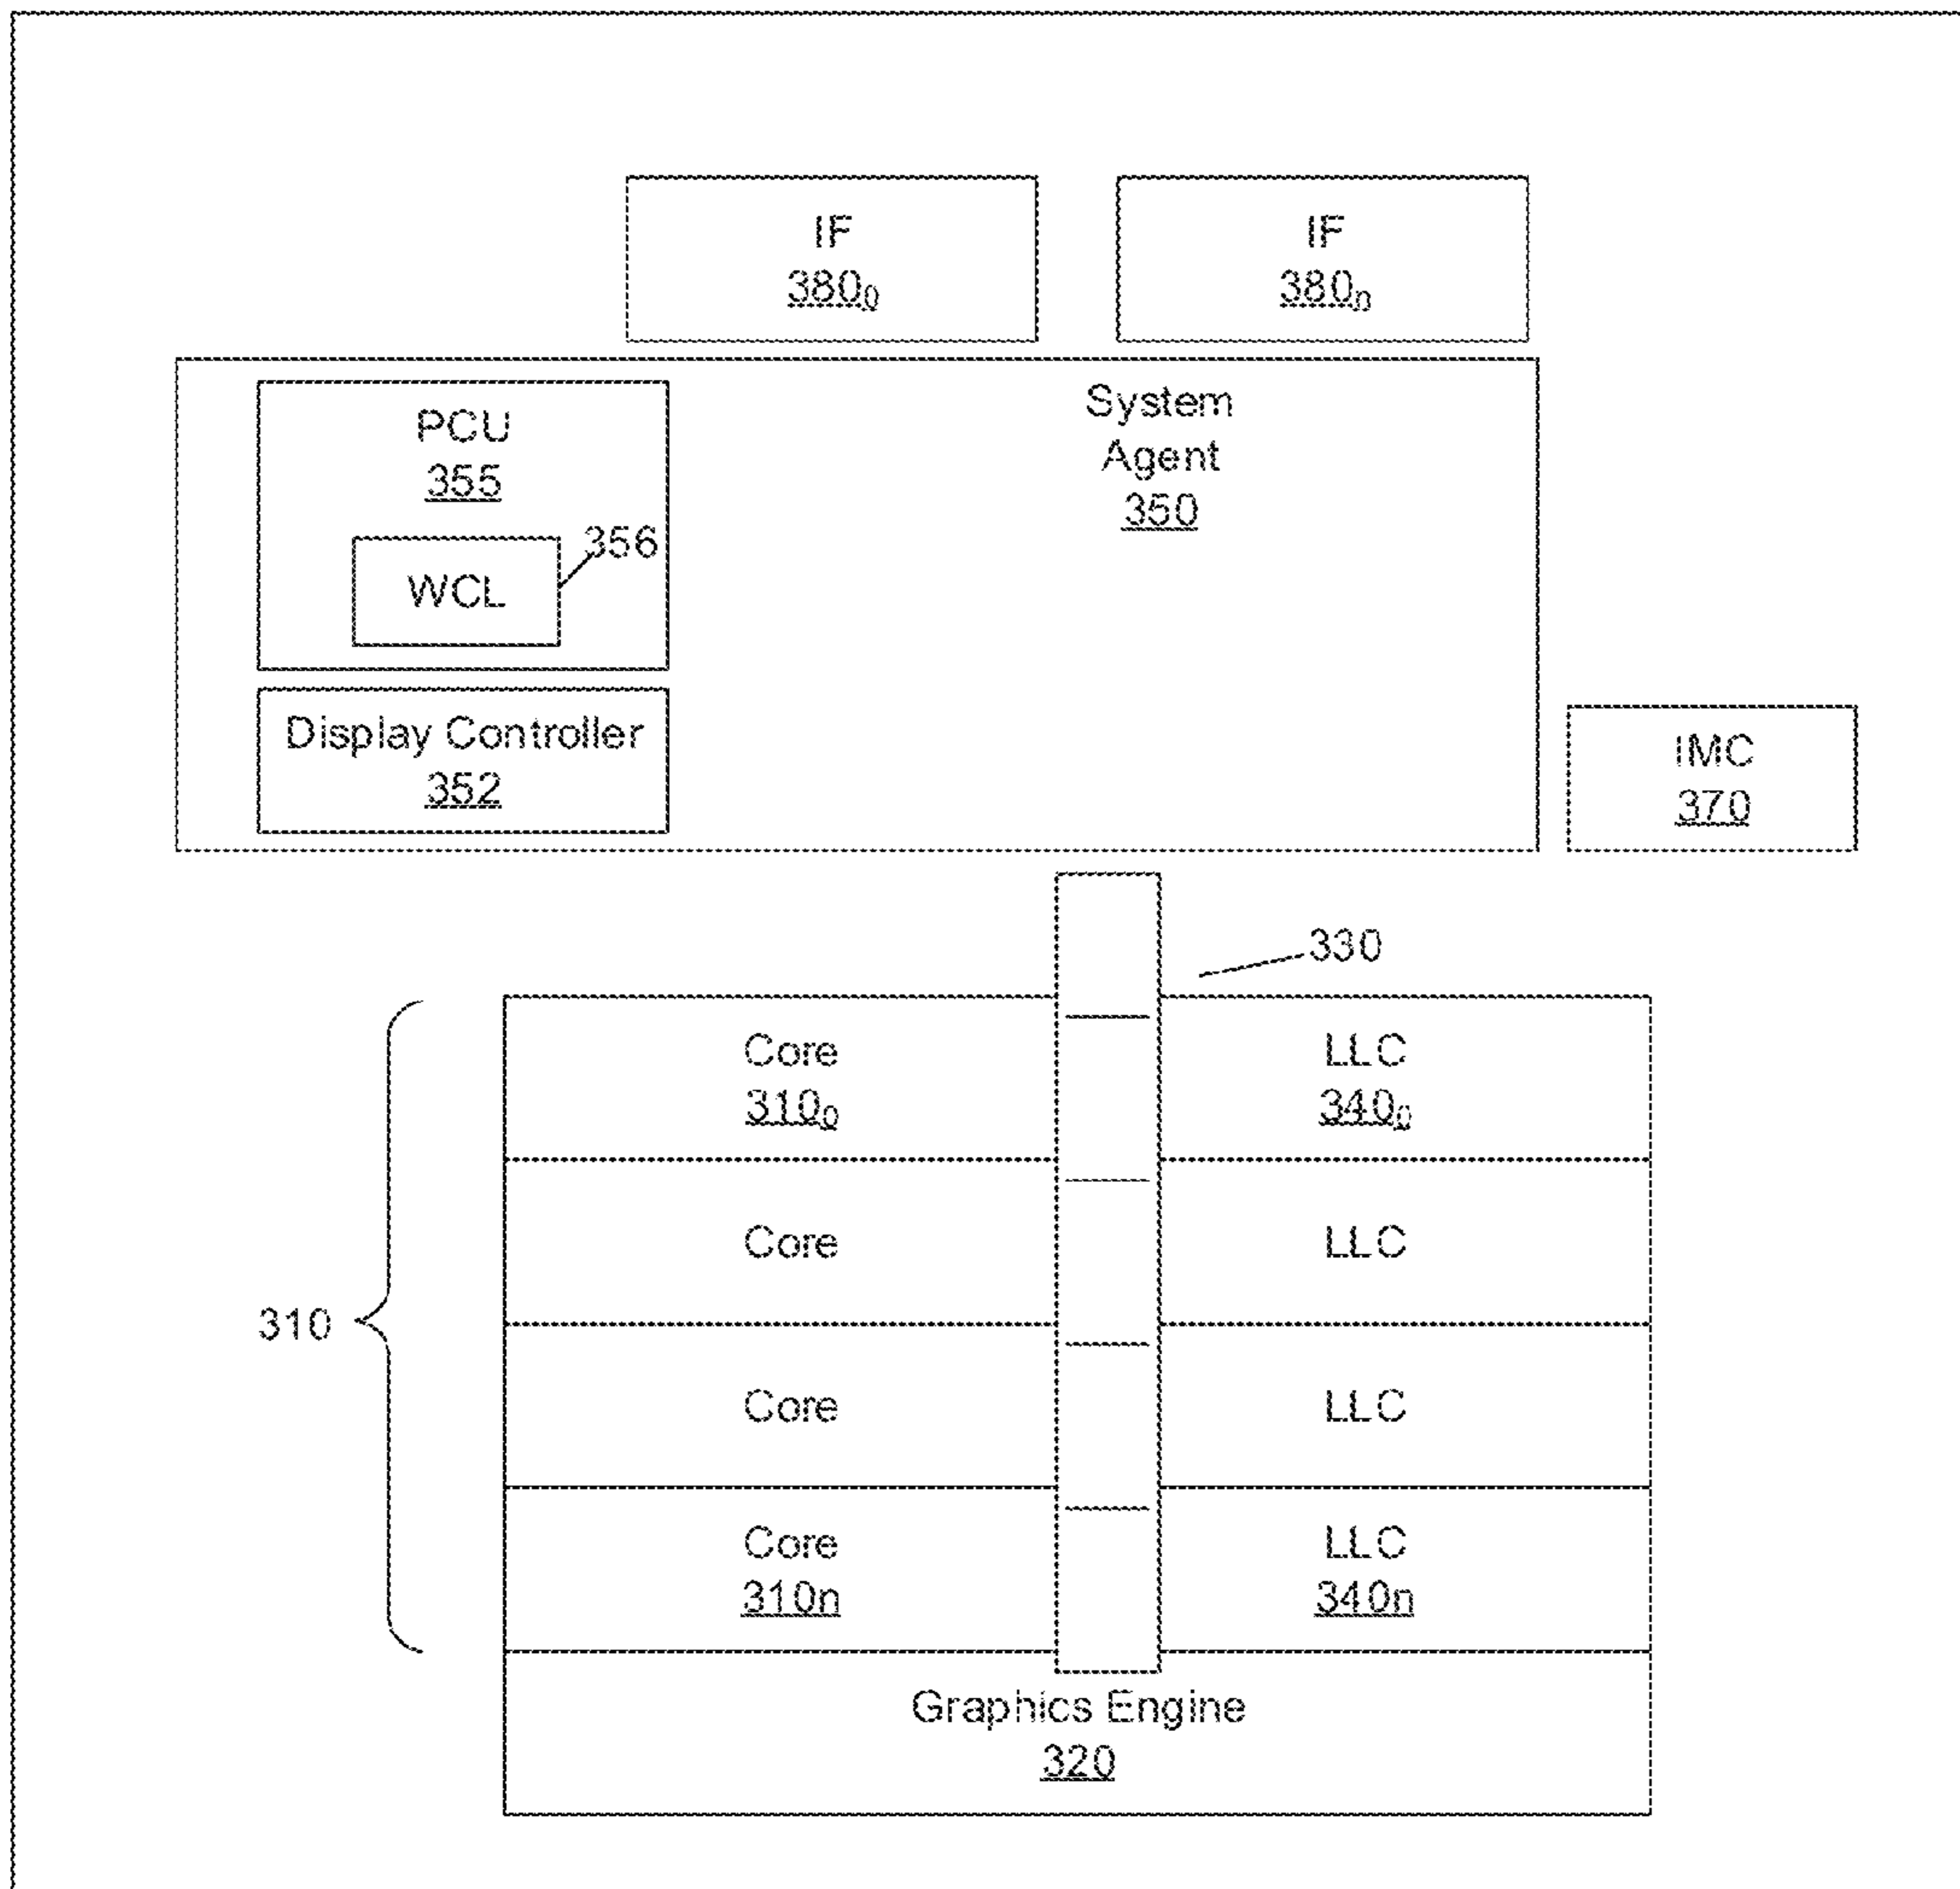 IF
380₀
IF
380ₙ
PCU
355
356
WCL
System
Agent
350
Display Controller
352
IMC
370
330
310
Core
310₀
LLC
340₀
Core
LLC
Core
LLC
Core
310n
LLC
340n
Graphics Engine
320